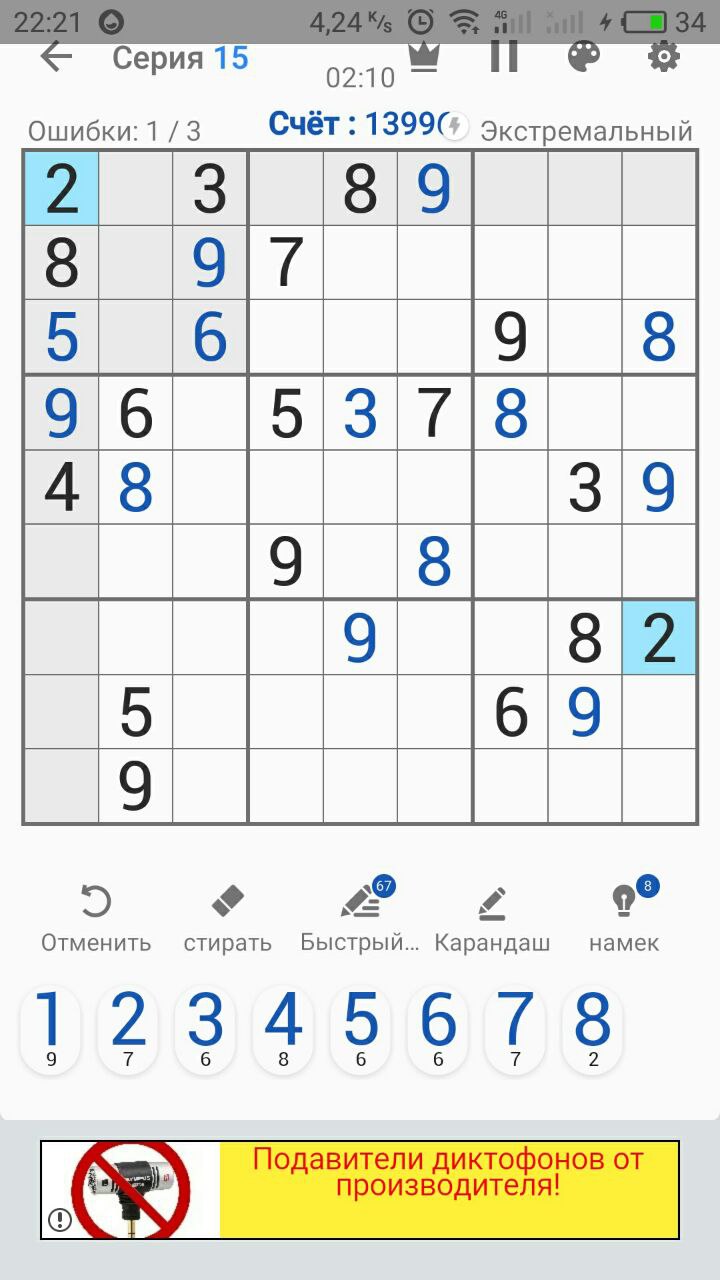 22:21 4,24 K/s 4G 34
Серия 15
02:10
Ошибки: 1 / 3 Счёт : 1399 Экстремальный
2 3 8 9
8 9 7
5 6 9 8
9 6 5 3 7 8
4 8 3 9
9 8
9 8 2
5 6 9
9
67 8
Отменить стирать Быстрый... Карандаш намек
1 2 3 4 5 6 7 8
9 7 6 8 6 6 7 2
Подавители диктофонов от
производителя!